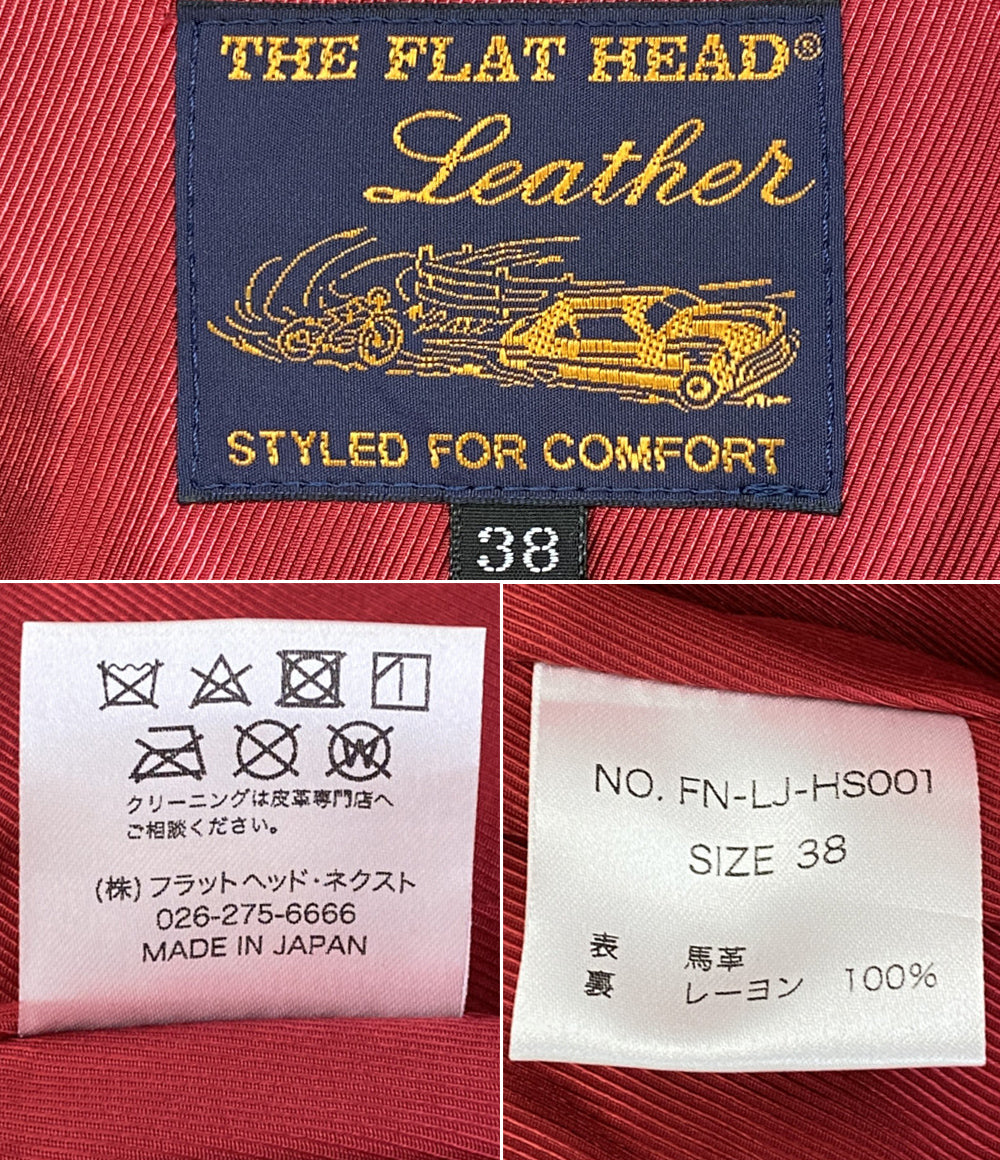 THE FLAT HEAD®
Leather
STYLED FOR COMFORT
38
クリーニングは皮革専門店へ
ご相談ください。
(株)フラットヘッド・ネクスト
026-275-6666
MADE IN JAPAN
NO. FN-LJ-HS001
SIZE 38
表 馬革
裏 レーヨン 100%